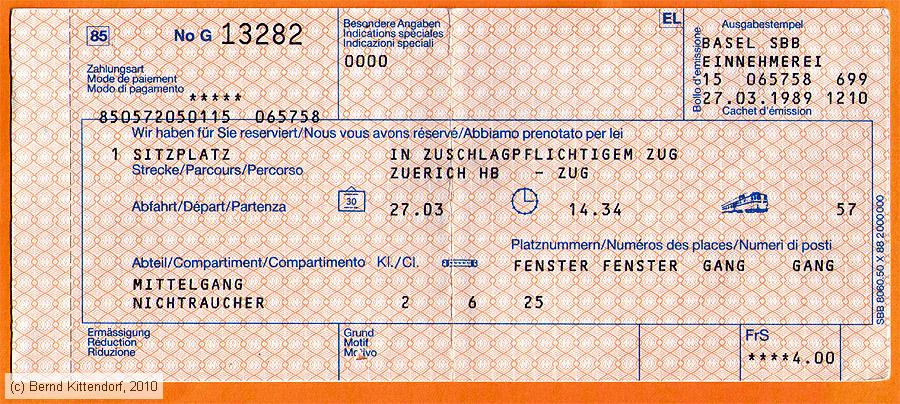 85
No G 13282
Besondere Angaben
Indications spéciales
Indicazioni speciali
0000
EL
Ausgabestempel
Bollo d'emissione
BASEL SBB
EINNEHMEREI
15 065758 699
27.03.1989 1210
Cachet d'émission
Zahlungsart
Mode de paiement
Modo di pagamento
*****
850572050115 065758
Wir haben für Sie reserviert/Nous vous avons réservé/Abbiamo prenotato per lei
1 SITZPLATZ IN ZUSCHLAGPFLICHTIGEM ZUG
Strecke/Parcours/Percorso ZUERICH HB - ZUG
Abfahrt/Départ/Partenza 30 27.03 14.34 57
Platznummern/Numéros des places/Numeri di posti
Abteil/Compartiment/Compartimento Kl./Cl. FENSTER FENSTER GANG GANG
MITTELGANG
NICHTRAUCHER 2 6 25
SBB 8060.50 X 88 2000000
Ermässigung
Réduction
Riduzione
Grund
Motif
Motivo
FrS
****4.00
(c) Bernd Kittendorf, 2010